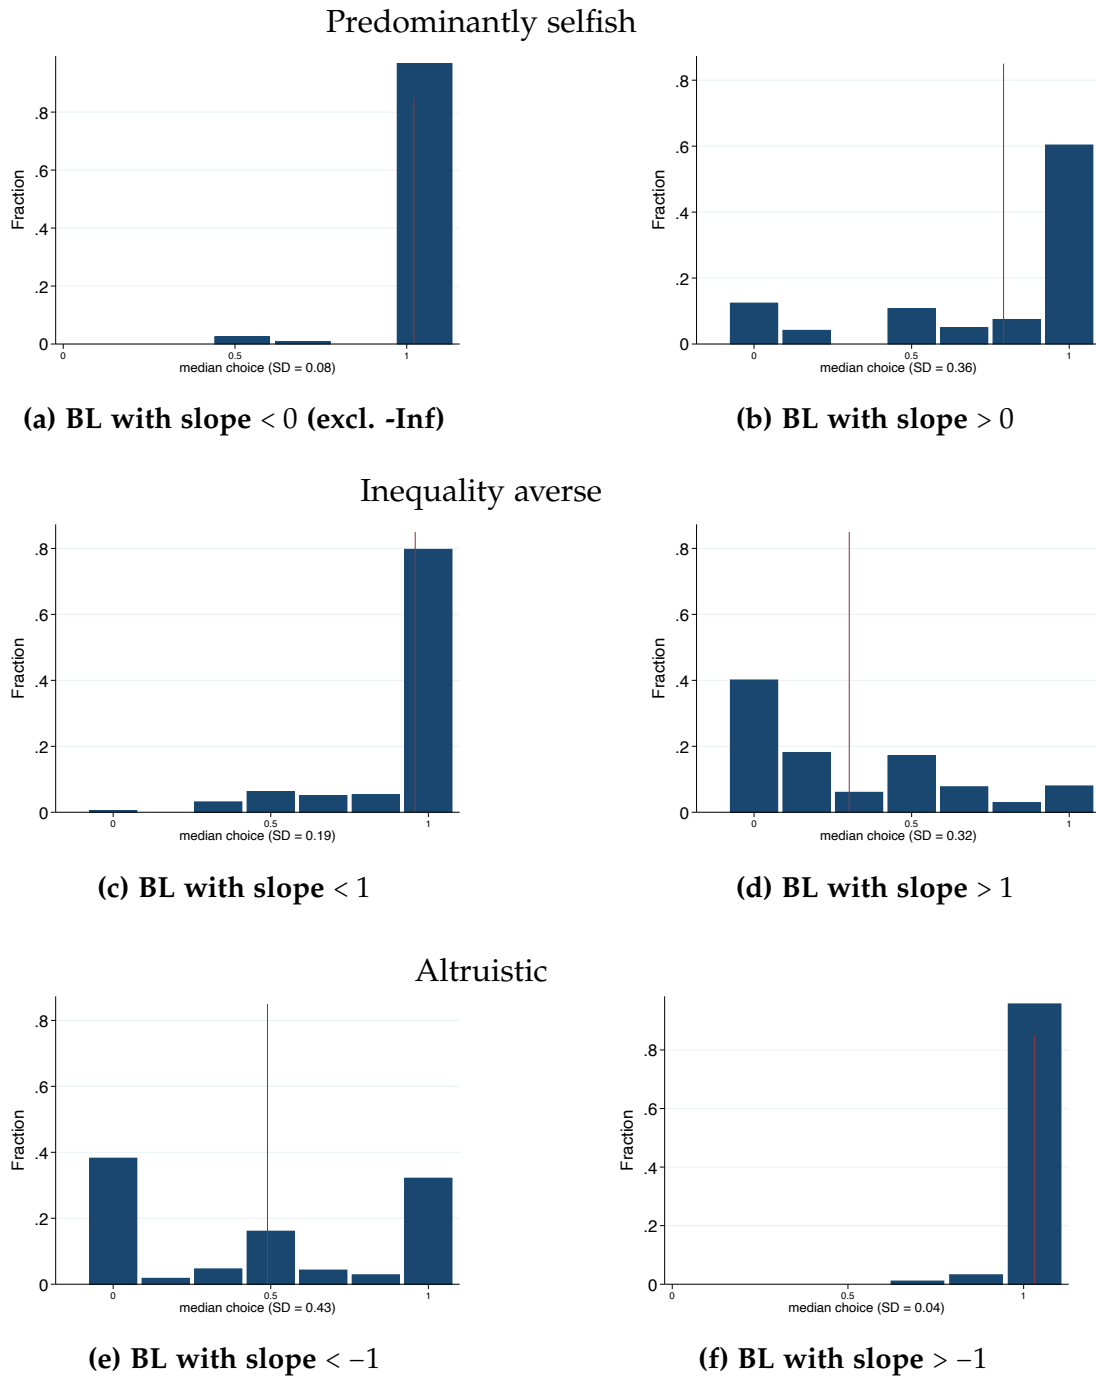 Predominantly selfish
Fraction
.8
.6
.4
.2
0
0 0.5 1
median choice (SD = 0.08)
(a) BL with slope < 0 (excl. -Inf)
Fraction
.8
.6
.4
.2
0
0 0.5 1
median choice (SD = 0.36)
(b) BL with slope > 0
Inequality averse
Fraction
.8
.6
.4
.2
0
0 0.5 1
median choice (SD = 0.19)
(c) BL with slope < 1
Fraction
.8
.6
.4
.2
0
0 0.5 1
median choice (SD = 0.32)
(d) BL with slope > 1
Altruistic
Fraction
.8
.6
.4
.2
0
0 0.5 1
median choice (SD = 0.43)
(e) BL with slope < −1
Fraction
.8
.6
.4
.2
0
0 0.5 1
median choice (SD = 0.04)
(f) BL with slope > −1